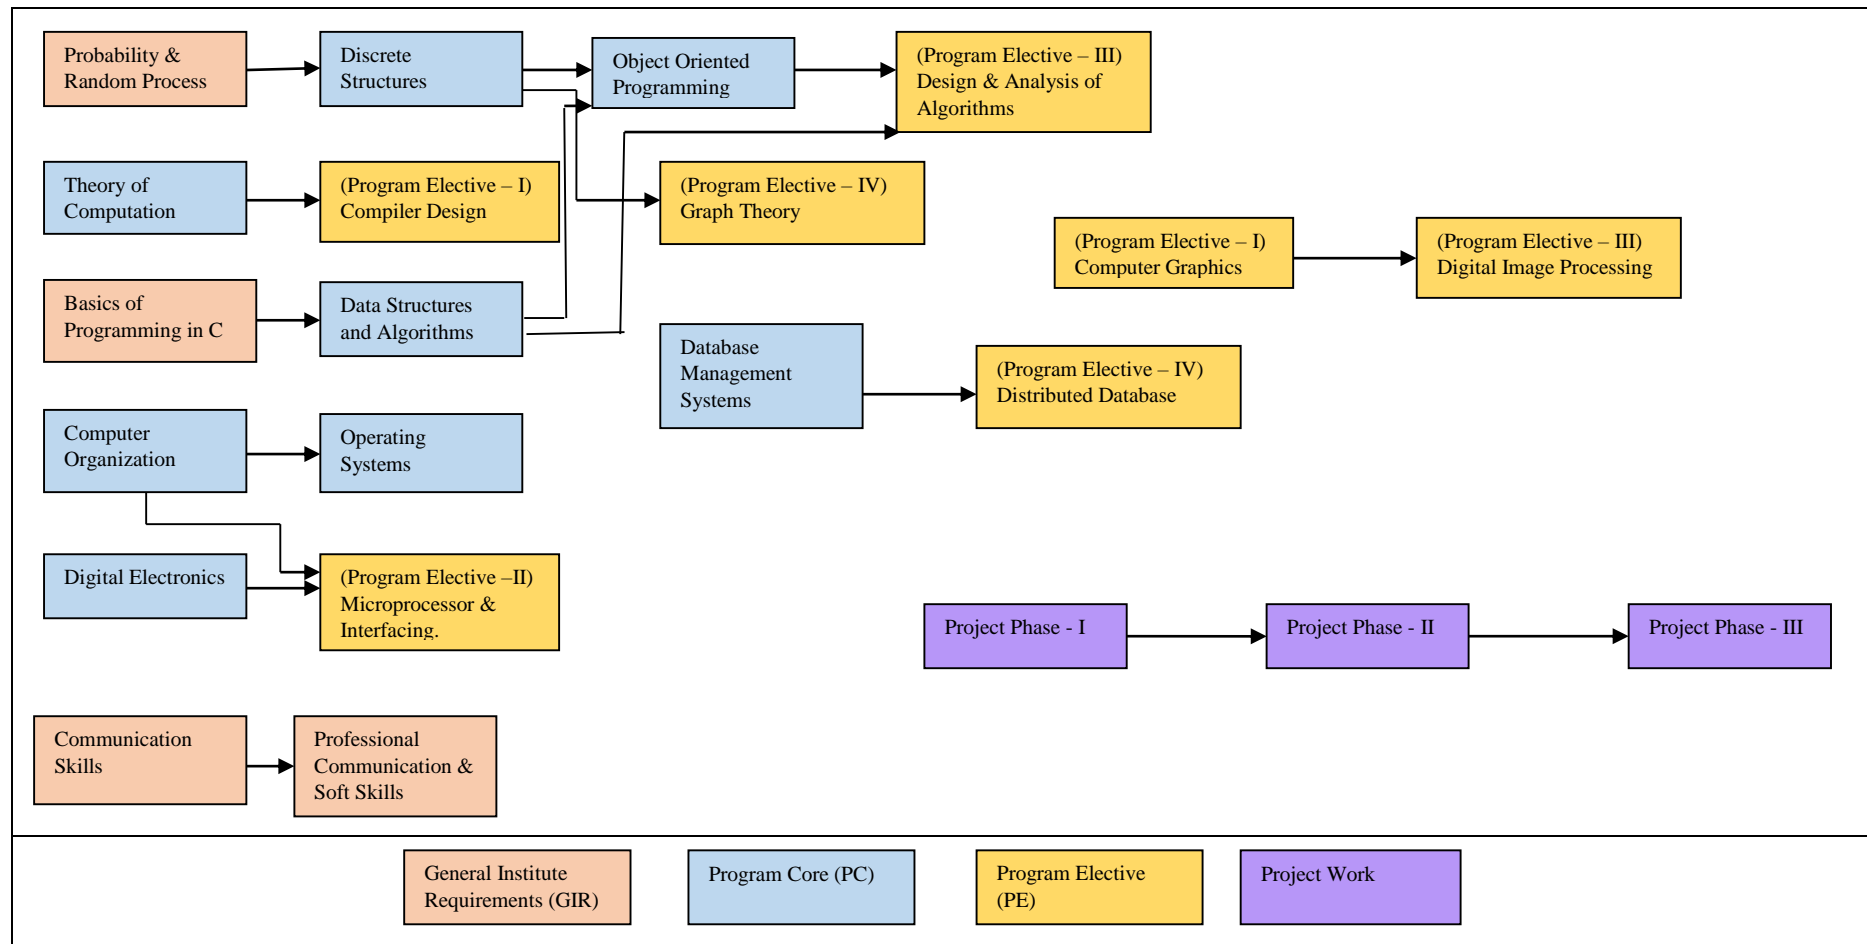 Probability &
Random Process
Discrete
Structures
Object Oriented
Programming
(Program Elective – III)
Design & Analysis of
Algorithms
Theory of
Computation
(Program Elective – I)
Compiler Design
(Program Elective – IV)
Graph Theory
(Program Elective – I)
Computer Graphics
(Program Elective – III)
Digital Image Processing
Basics of
Programming in C
Data Structures
and Algorithms
Database
Management
Systems
(Program Elective – IV)
Distributed Database
Computer
Organization
Operating
Systems
Digital Electronics
(Program Elective –II)
Microprocessor &
Interfacing.
Project Phase - I
Project Phase - II
Project Phase - III
Communication
Skills
Professional
Communication &
Soft Skills
General Institute
Requirements (GIR)
Program Core (PC)
Program Elective
(PE)
Project Work